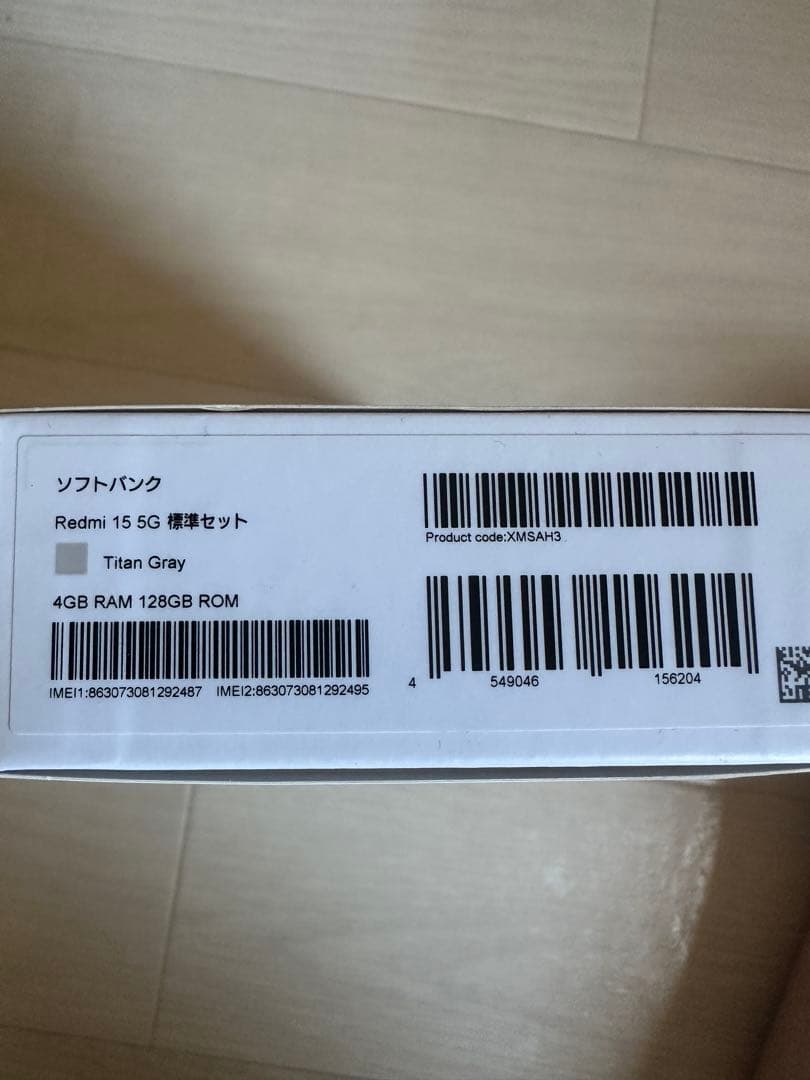 ソフトバンク
Redmi 15 5G 標準セット
Titan Gray
4GB RAM 128GB ROM
IMEI1:863073081292487 IMEI2:863073081292495
Product code:XMSAH3
4 549046 156204